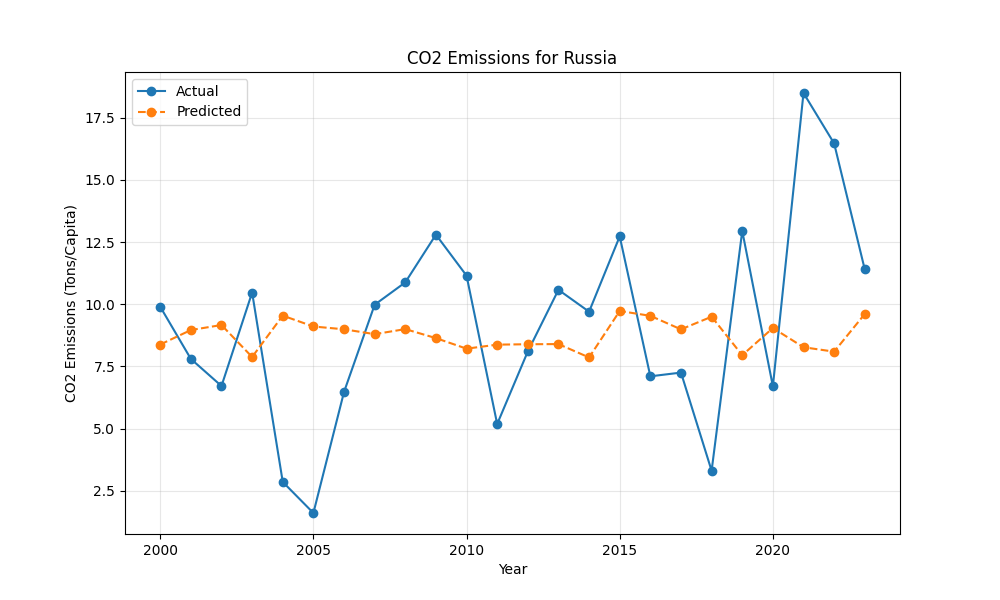 CO2 Emissions for Russia
Actual
Predicted
17.5
15.0
12.5
10.0
7.5
5.0
2.5
CO2 Emissions (Tons/Capita)
2000
2005
2010
2015
2020
Year